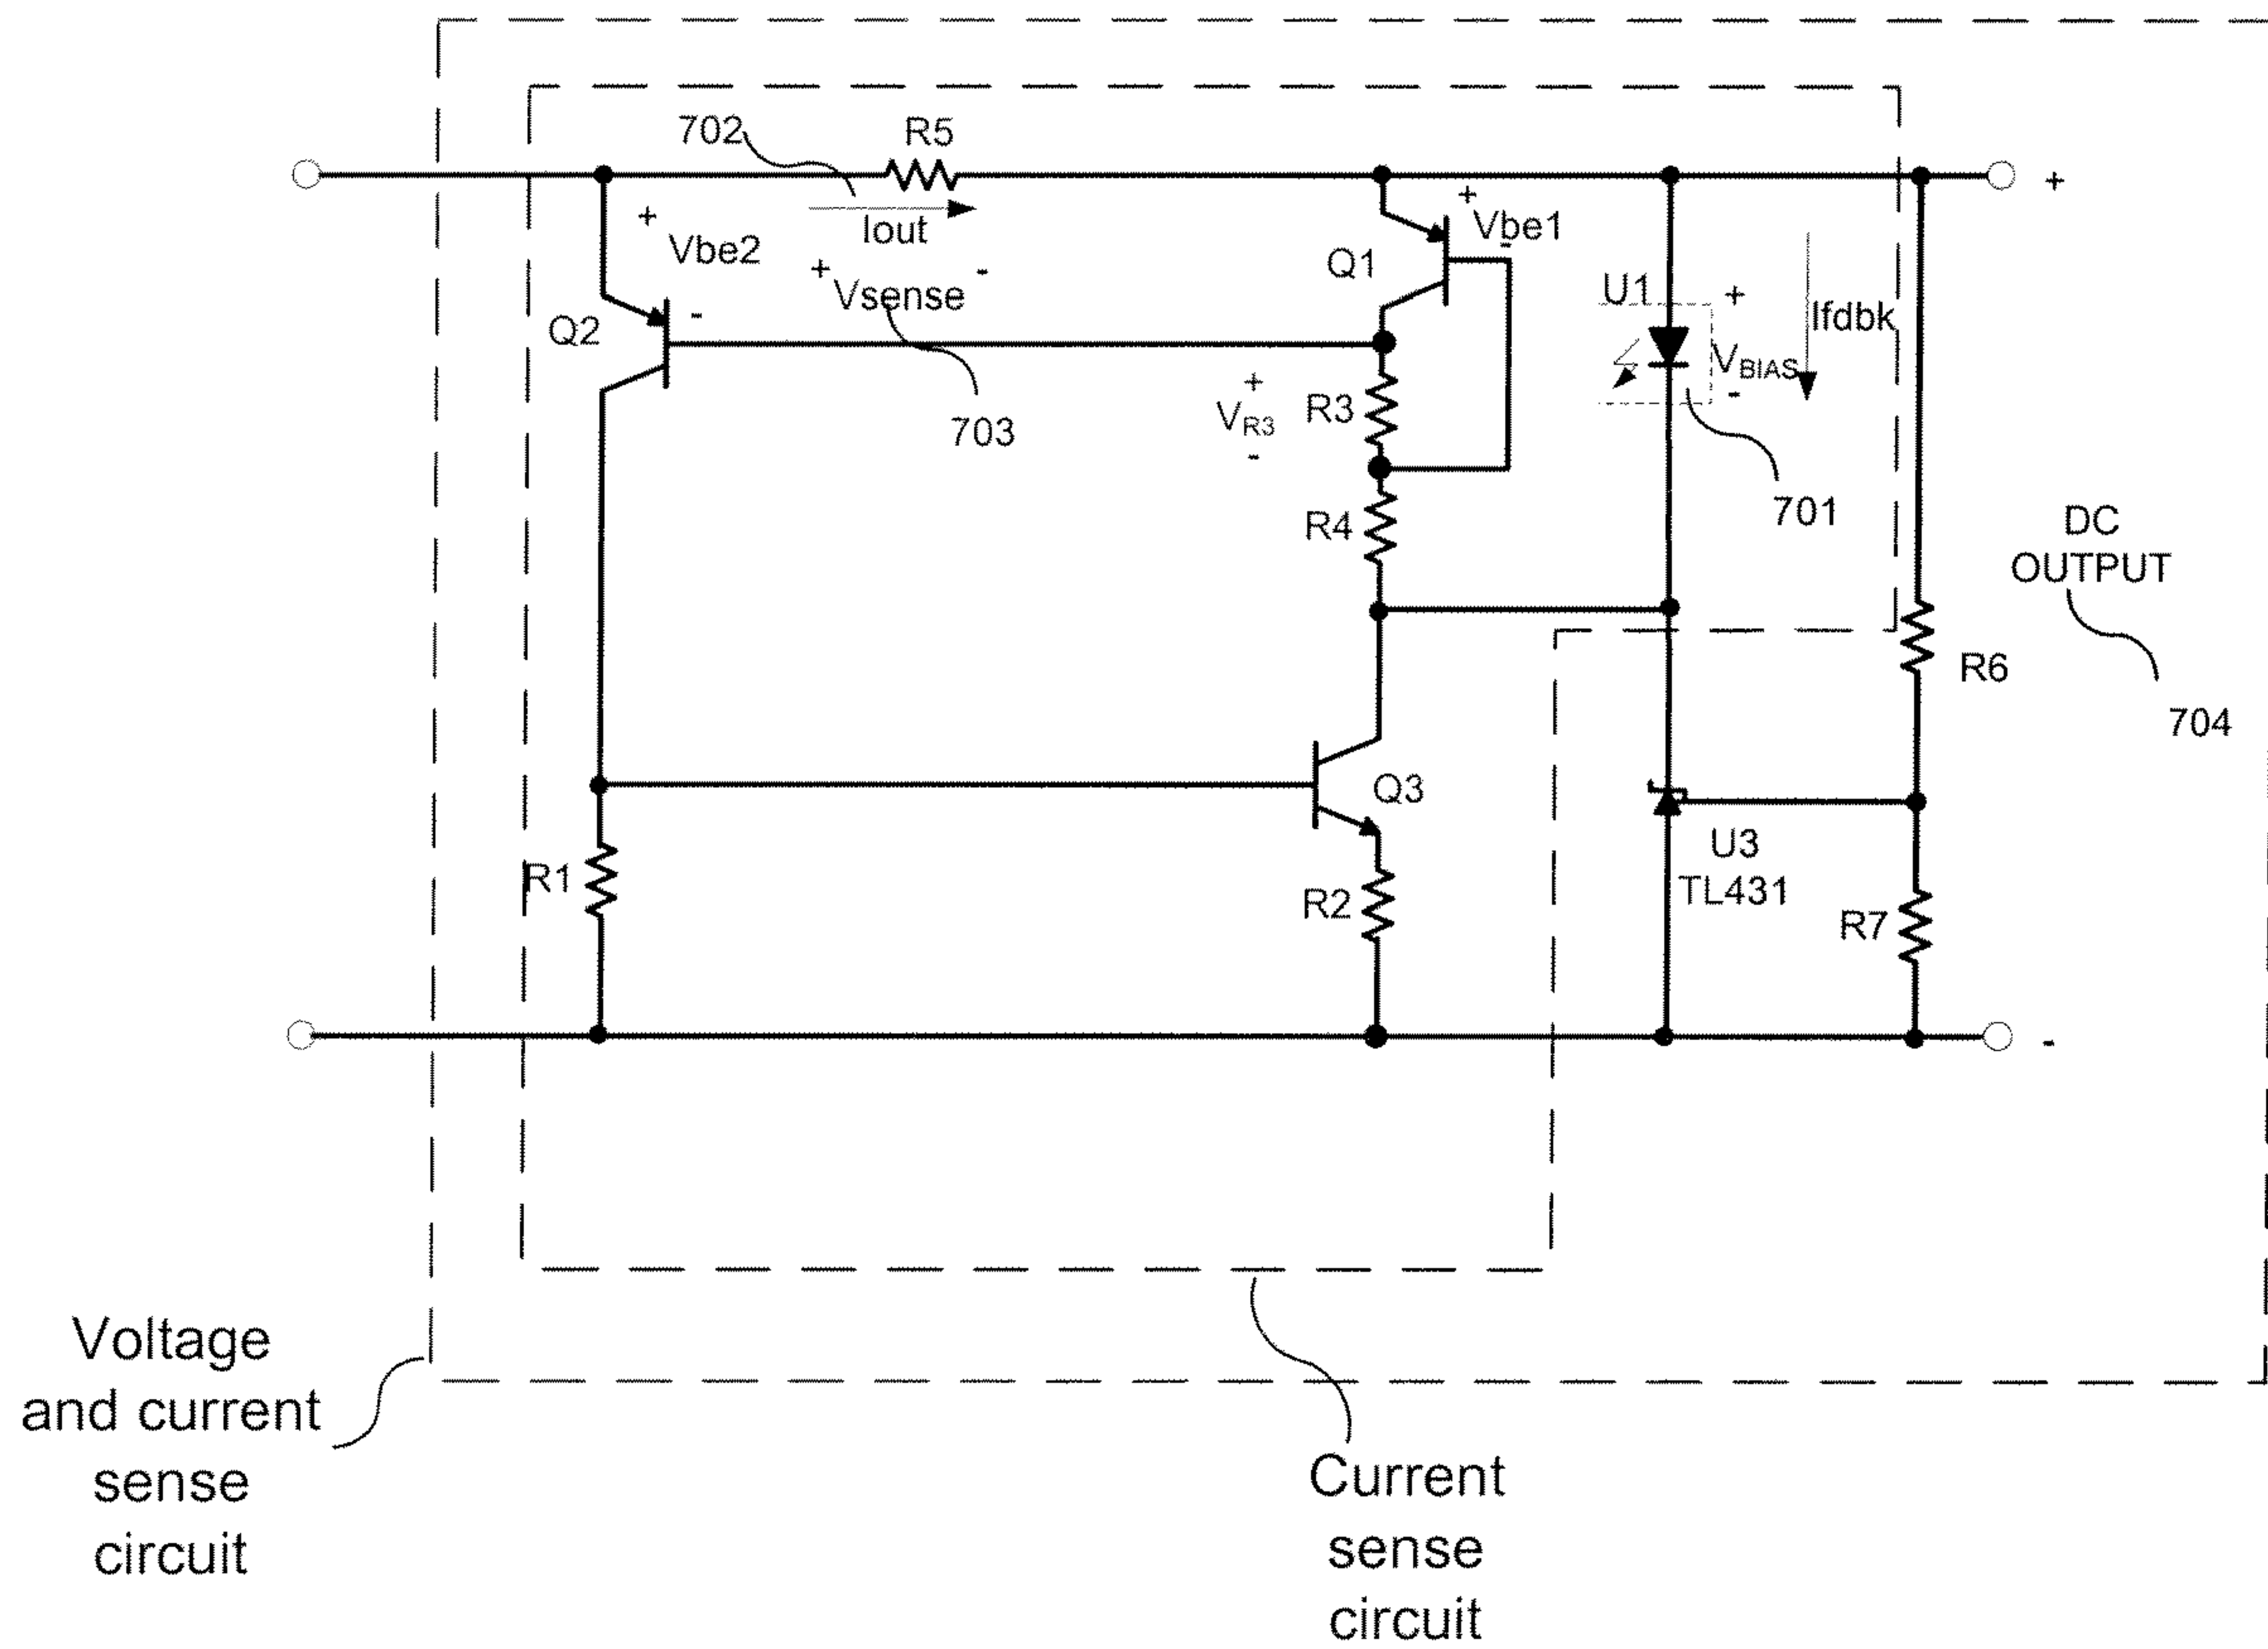 702
R5
+
+
Iout
Vbe2
+
Vsense
-
Q2
-
703
+
Vbe1
-
Q1
U1
+
Ifdbk
VBIAS
-
701
+
VR3
-
R3
R4
DC
OUTPUT
704
R6
Q3
U3
TL431
R1
R2
R7
-
Voltage
and current
sense
circuit
Current
sense
circuit